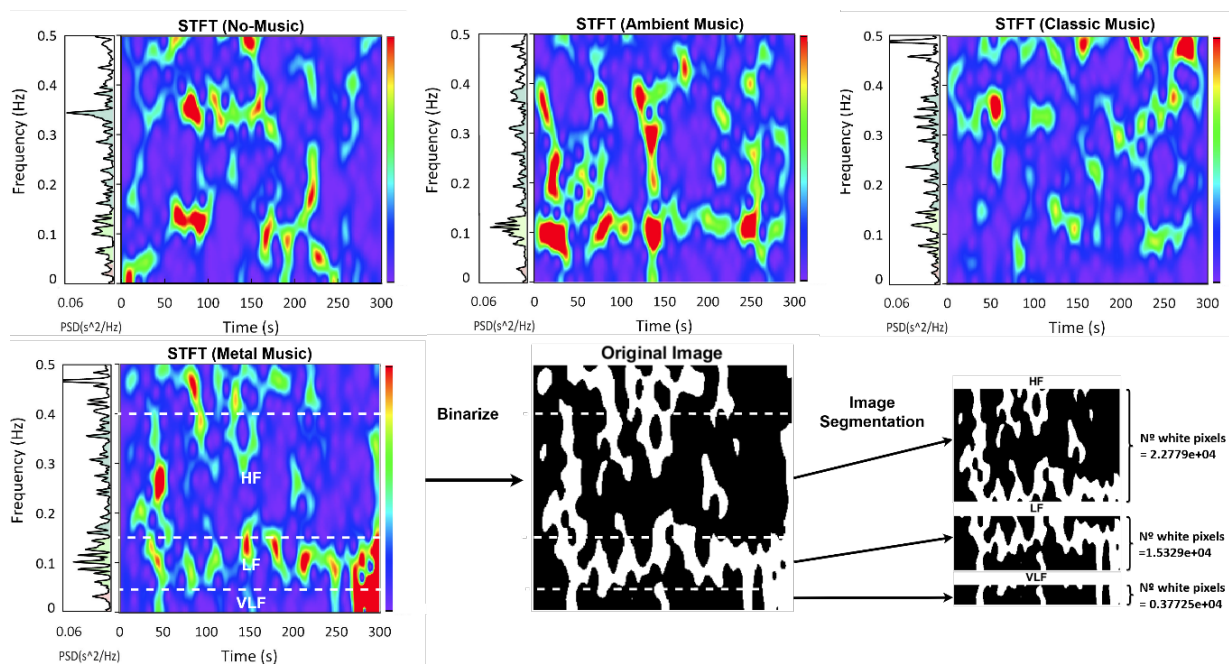 STFT (No-Music)
0.5
0.4
0.3
0.2
0.1
0
Frequency (Hz)
0.06
0 50 100 150 200 250 300
PSD(s^2/Hz)
Time (s)
STFT (Ambient Music)
0.5
0.4
0.3
0.2
0.1
0
Frequency (Hz)
0.06
0 50 100 150 200 250 300
PSD(s^2/Hz)
Time (s)
STFT (Classic Music)
0.5
0.4
0.3
0.2
0.1
0
Frequency (Hz)
0.06
0 50 100 150 200 250 300
PSD(s^2/Hz)
Time (s)
STFT (Metal Music)
0.5
0.4
0.3
0.2
0.1
0
Frequency (Hz)
HF
LF
VLF
0.06
0 50 100 150 200 250 300
PSD(s^2/Hz)
Time (s)
Binarize
Original Image
Image
Segmentation
HF
Nº white pixels
= 2.2779e+04
LF
Nº white pixels
=1.5329e+04
VLF
Nº white pixels
= 0.37725e+04